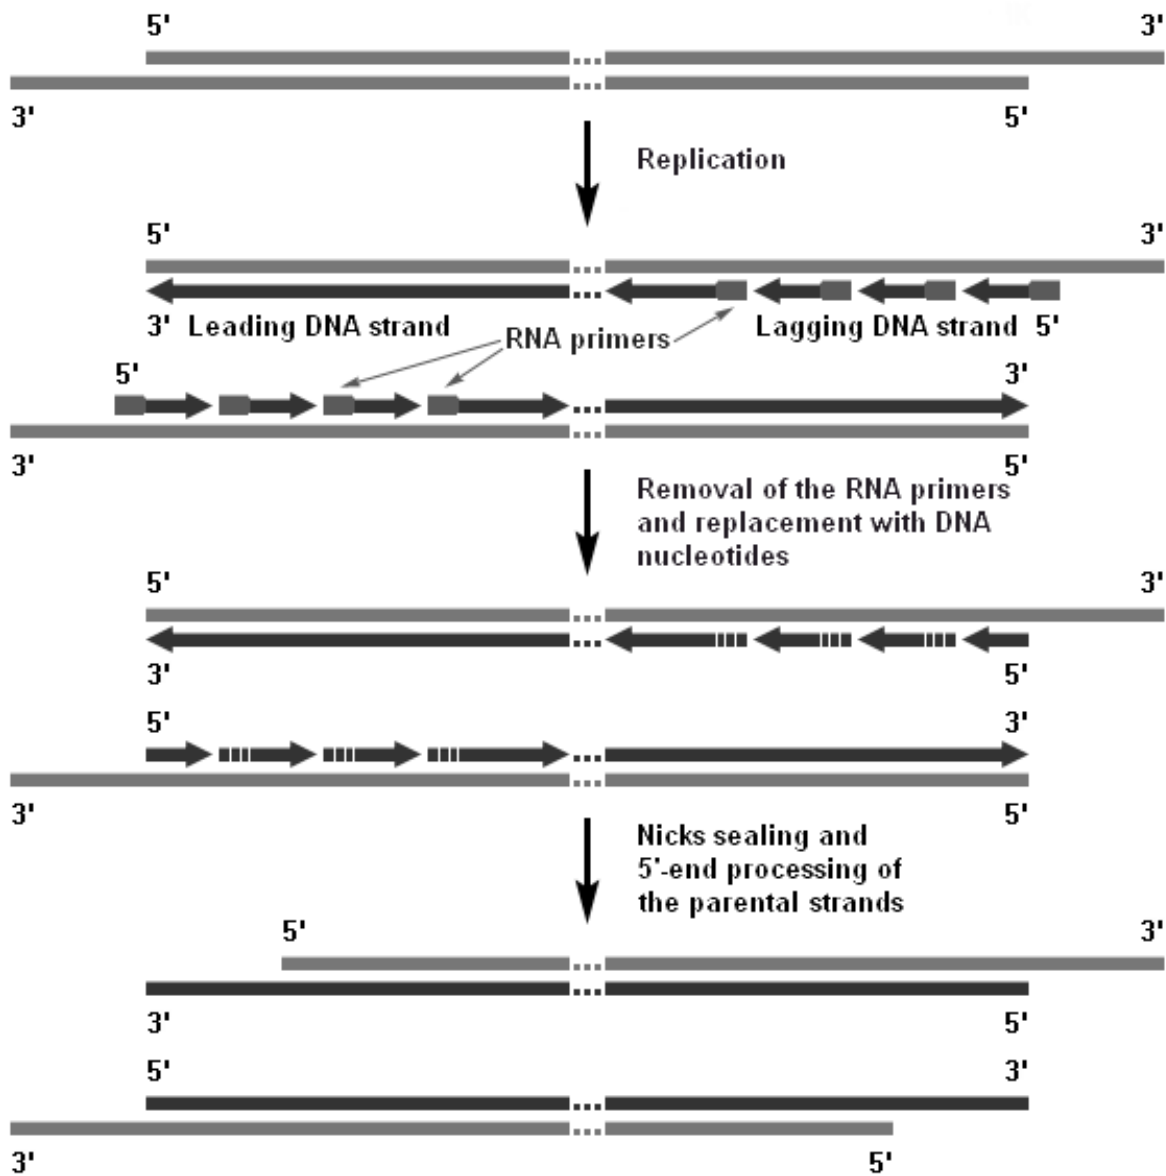 5' 3'
3' 5'
Replication
5' 3'
3' Leading DNA strand Lagging DNA strand 5'
RNA primers
5' 3'
3' 5'
Removal of the RNA primers
and replacement with DNA
nucleotides
5' 3'
3' 5'
5' 3'
3' 5'
Nicks sealing and
5'-end processing of
the parental strands
5' 3'
3' 5'
5' 3'
3' 5'